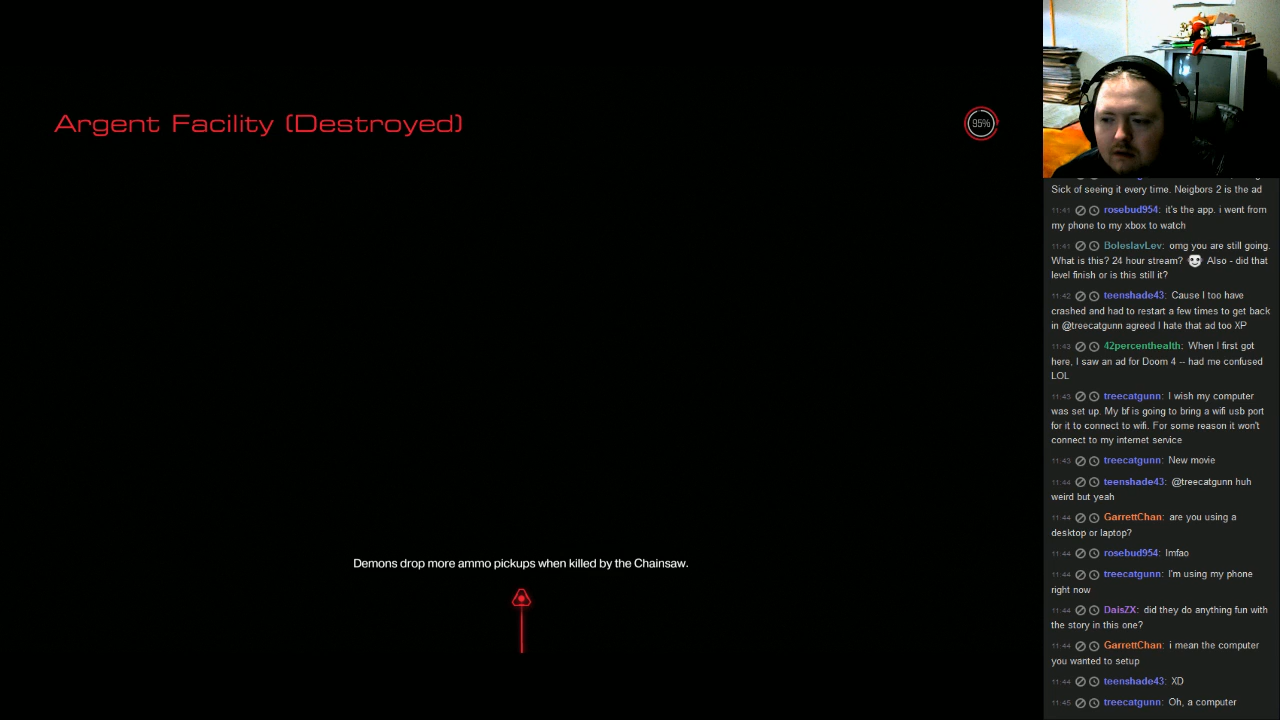 Argent Facility (Destroyed)
95%
Demons drop more ammo pickups when killed by the Chainsaw.
Sick of seeing it every time. Neigbors 2 is the ad
11:41 rosebud954: it's the app. i went from
my phone to my xbox to watch
11:41 BoleslavLev: omg you are still going.
What is this? 24 hour stream? Also - did that
level finish or is this still it?
11:42 teenshade43: Cause I too have
crashed and had to restart a few times to get back
in @treecatgunn agreed I hate that ad too XP
11:43 42percenthealth: When I first got
here, I saw an ad for Doom 4 -- had me confused
LOL
11:43 treecatgunn: I wish my computer
was set up. My bf is going to bring a wifi usb port
for it to connect to wifi. For some reason it won't
connect to my internet service
11:43 treecatgunn: New movie
11:44 teenshade43: @treecatgunn huh
weird but yeah
11:44 GarrettChan: are you using a
desktop or laptop?
11:44 rosebud954: lmfao
11:44 treecatgunn: I'm using my phone
right now
11:44 DaisZX: did they do anything fun with
the story in this one?
11:44 GarrettChan: i mean the computer
you wanted to setup
11:44 teenshade43: XD
11:45 treecatgunn: Oh, a computer